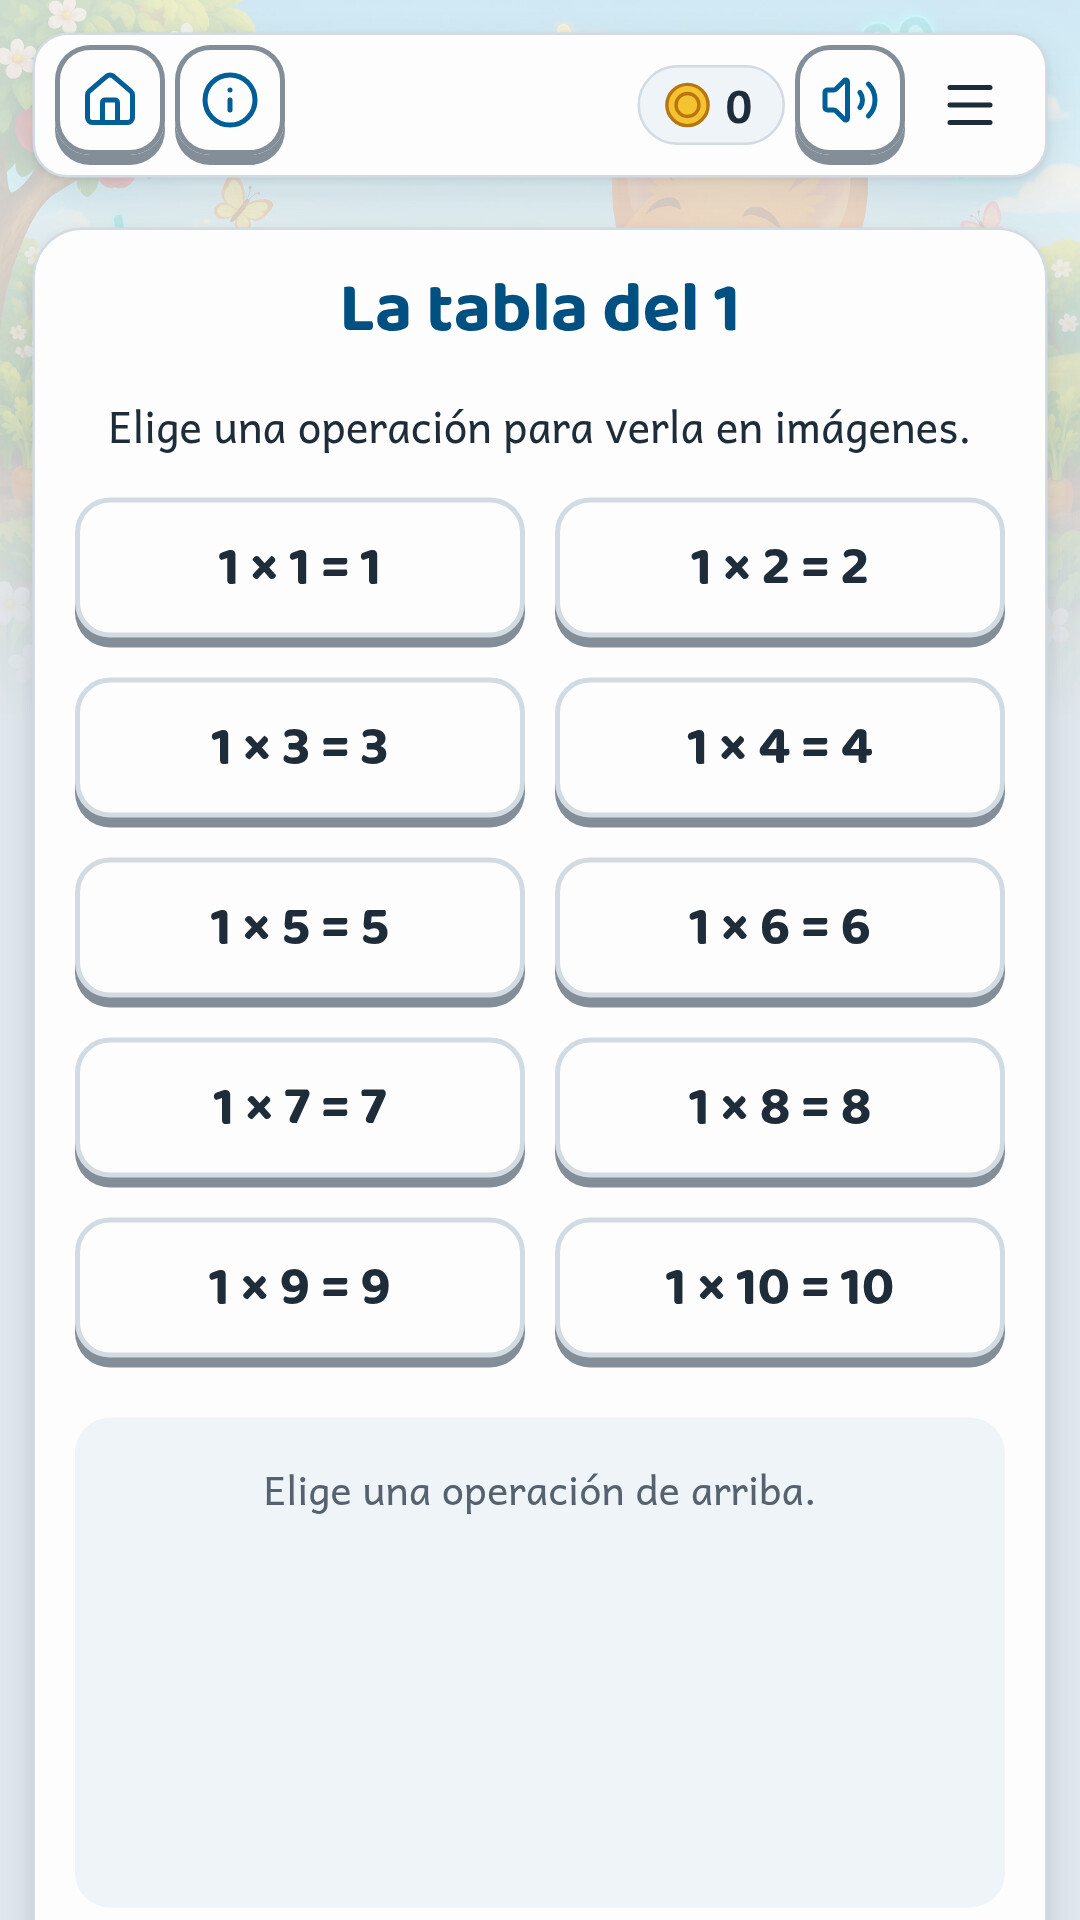 0
La tabla del 1
Elige una operación para verla en imágenes.
1 × 1 = 1
1 × 2 = 2
1 × 3 = 3
1 × 4 = 4
1 × 5 = 5
1 × 6 = 6
1 × 7 = 7
1 × 8 = 8
1 × 9 = 9
1 × 10 = 10
Elige una operación de arriba.